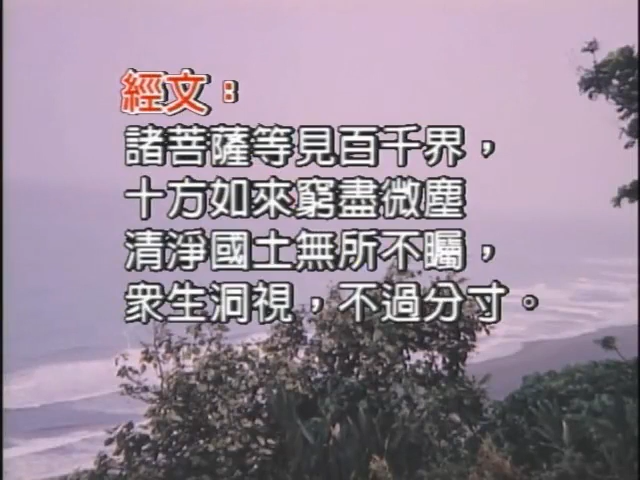 經文：
諸菩薩等見百千界，
十方如來窮盡微塵
清淨國土無所不矚，
眾生洞視，不過分寸。